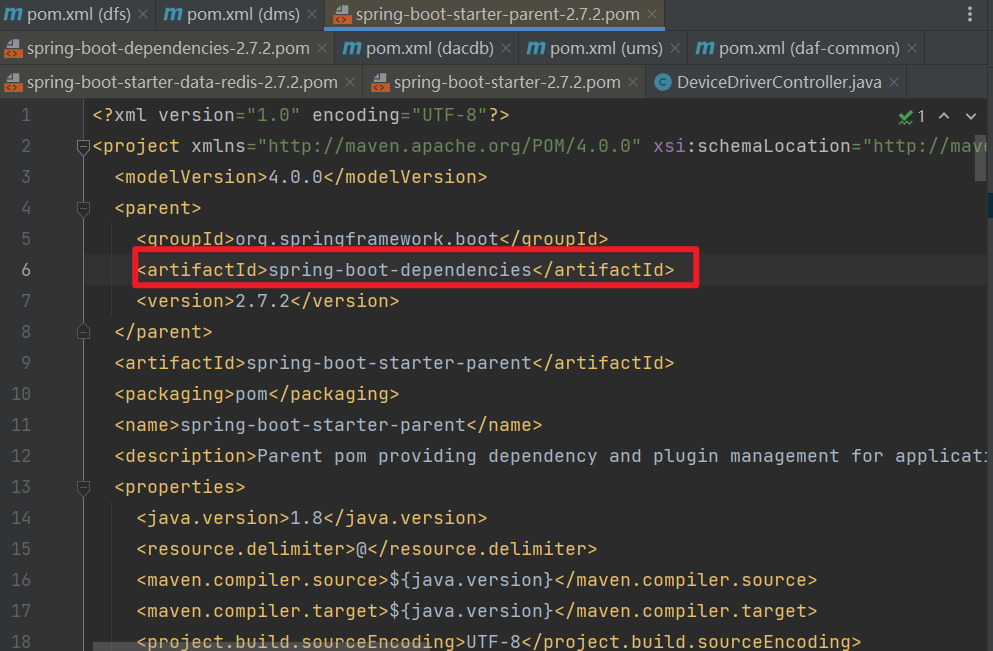 pom.xml (dfs) pom.xml (dms) spring-boot-starter-parent-2.7.2.pom
spring-boot-dependencies-2.7.2.pom pom.xml (dacdb) pom.xml (ums) pom.xml (daf-common)
spring-boot-starter-data-redis-2.7.2.pom spring-boot-starter-2.7.2.pom DeviceDriverController.java
1 <?xml version="1.0" encoding="UTF-8"?> 1
2 <project xmlns="http://maven.apache.org/POM/4.0.0" xsi:schemaLocation="http://mave
3 <modelVersion>4.0.0</modelVersion>
4 <parent>
5 <groupId>org.springframework.boot</groupId>
6 <artifactId>spring-boot-dependencies</artifactId>
7 <version>2.7.2</version>
8 </parent>
9 <artifactId>spring-boot-starter-parent</artifactId>
10 <packaging>pom</packaging>
11 <name>spring-boot-starter-parent</name>
12 <description>Parent pom providing dependency and plugin management for applicati
13 <properties>
14 <java.version>1.8</java.version>
15 <resource.delimiter>@</resource.delimiter>
16 <maven.compiler.source>${java.version}</maven.compiler.source>
17 <maven.compiler.target>${java.version}</maven.compiler.target>
18 <project.build.sourceEncoding>UTF-8</project.build.sourceEncoding>